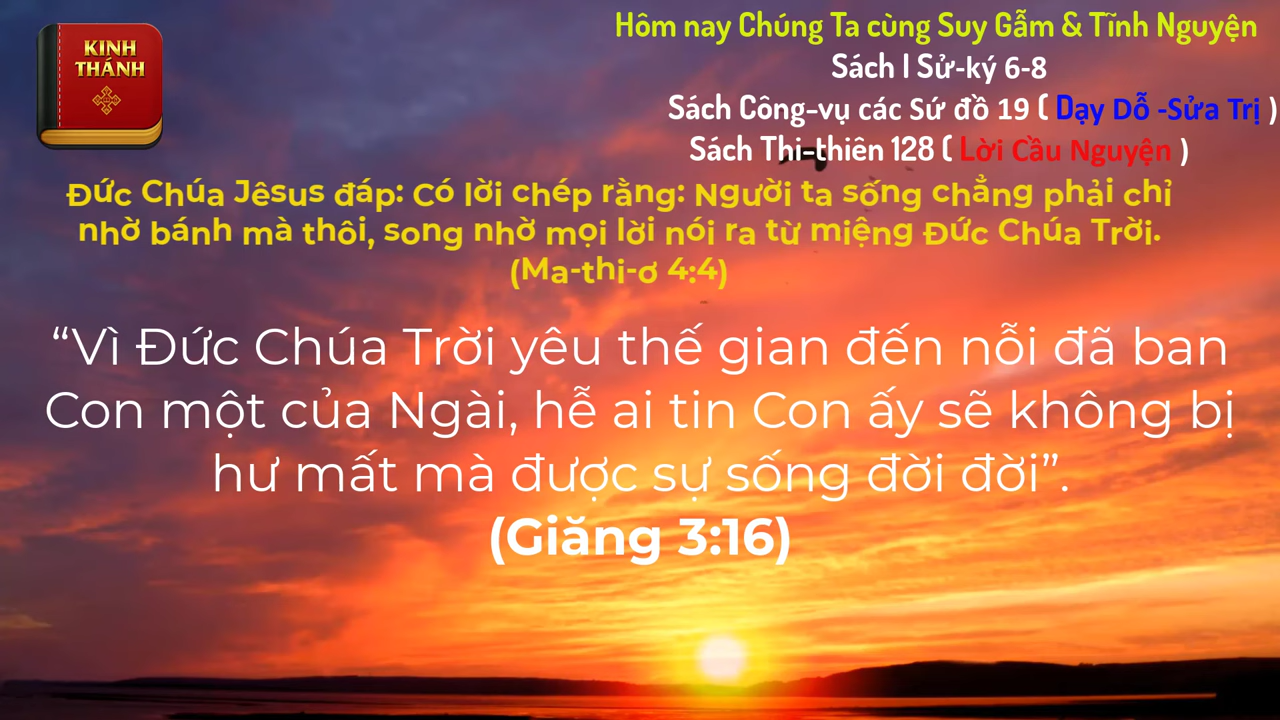 KINH
THÁNH
Hôm nay Chúng Ta cùng Suy Gẫm & Tĩnh Nguyện
Sách I Sử-ký 6-8
Sách Công-vụ các Sứ đồ 19 ( Dạy Dỗ -Sửa Trị )
Sách Thi-thiên 128 ( Lời Cầu Nguyện )
Đức Chúa Jêsus đáp: Có lời chép rằng: Người ta sống chẳng phải chỉ
nhờ bánh mà thôi, song nhờ mọi lời nói ra từ miệng Đức Chúa Trời.
(Ma-thi-ơ 4:4)
“Vì Đức Chúa Trời yêu thế gian đến nỗi đã ban
Con một của Ngài, hễ ai tin Con ấy sẽ không bị
hư mất mà được sự sống đời đời”.
(Giăng 3:16)